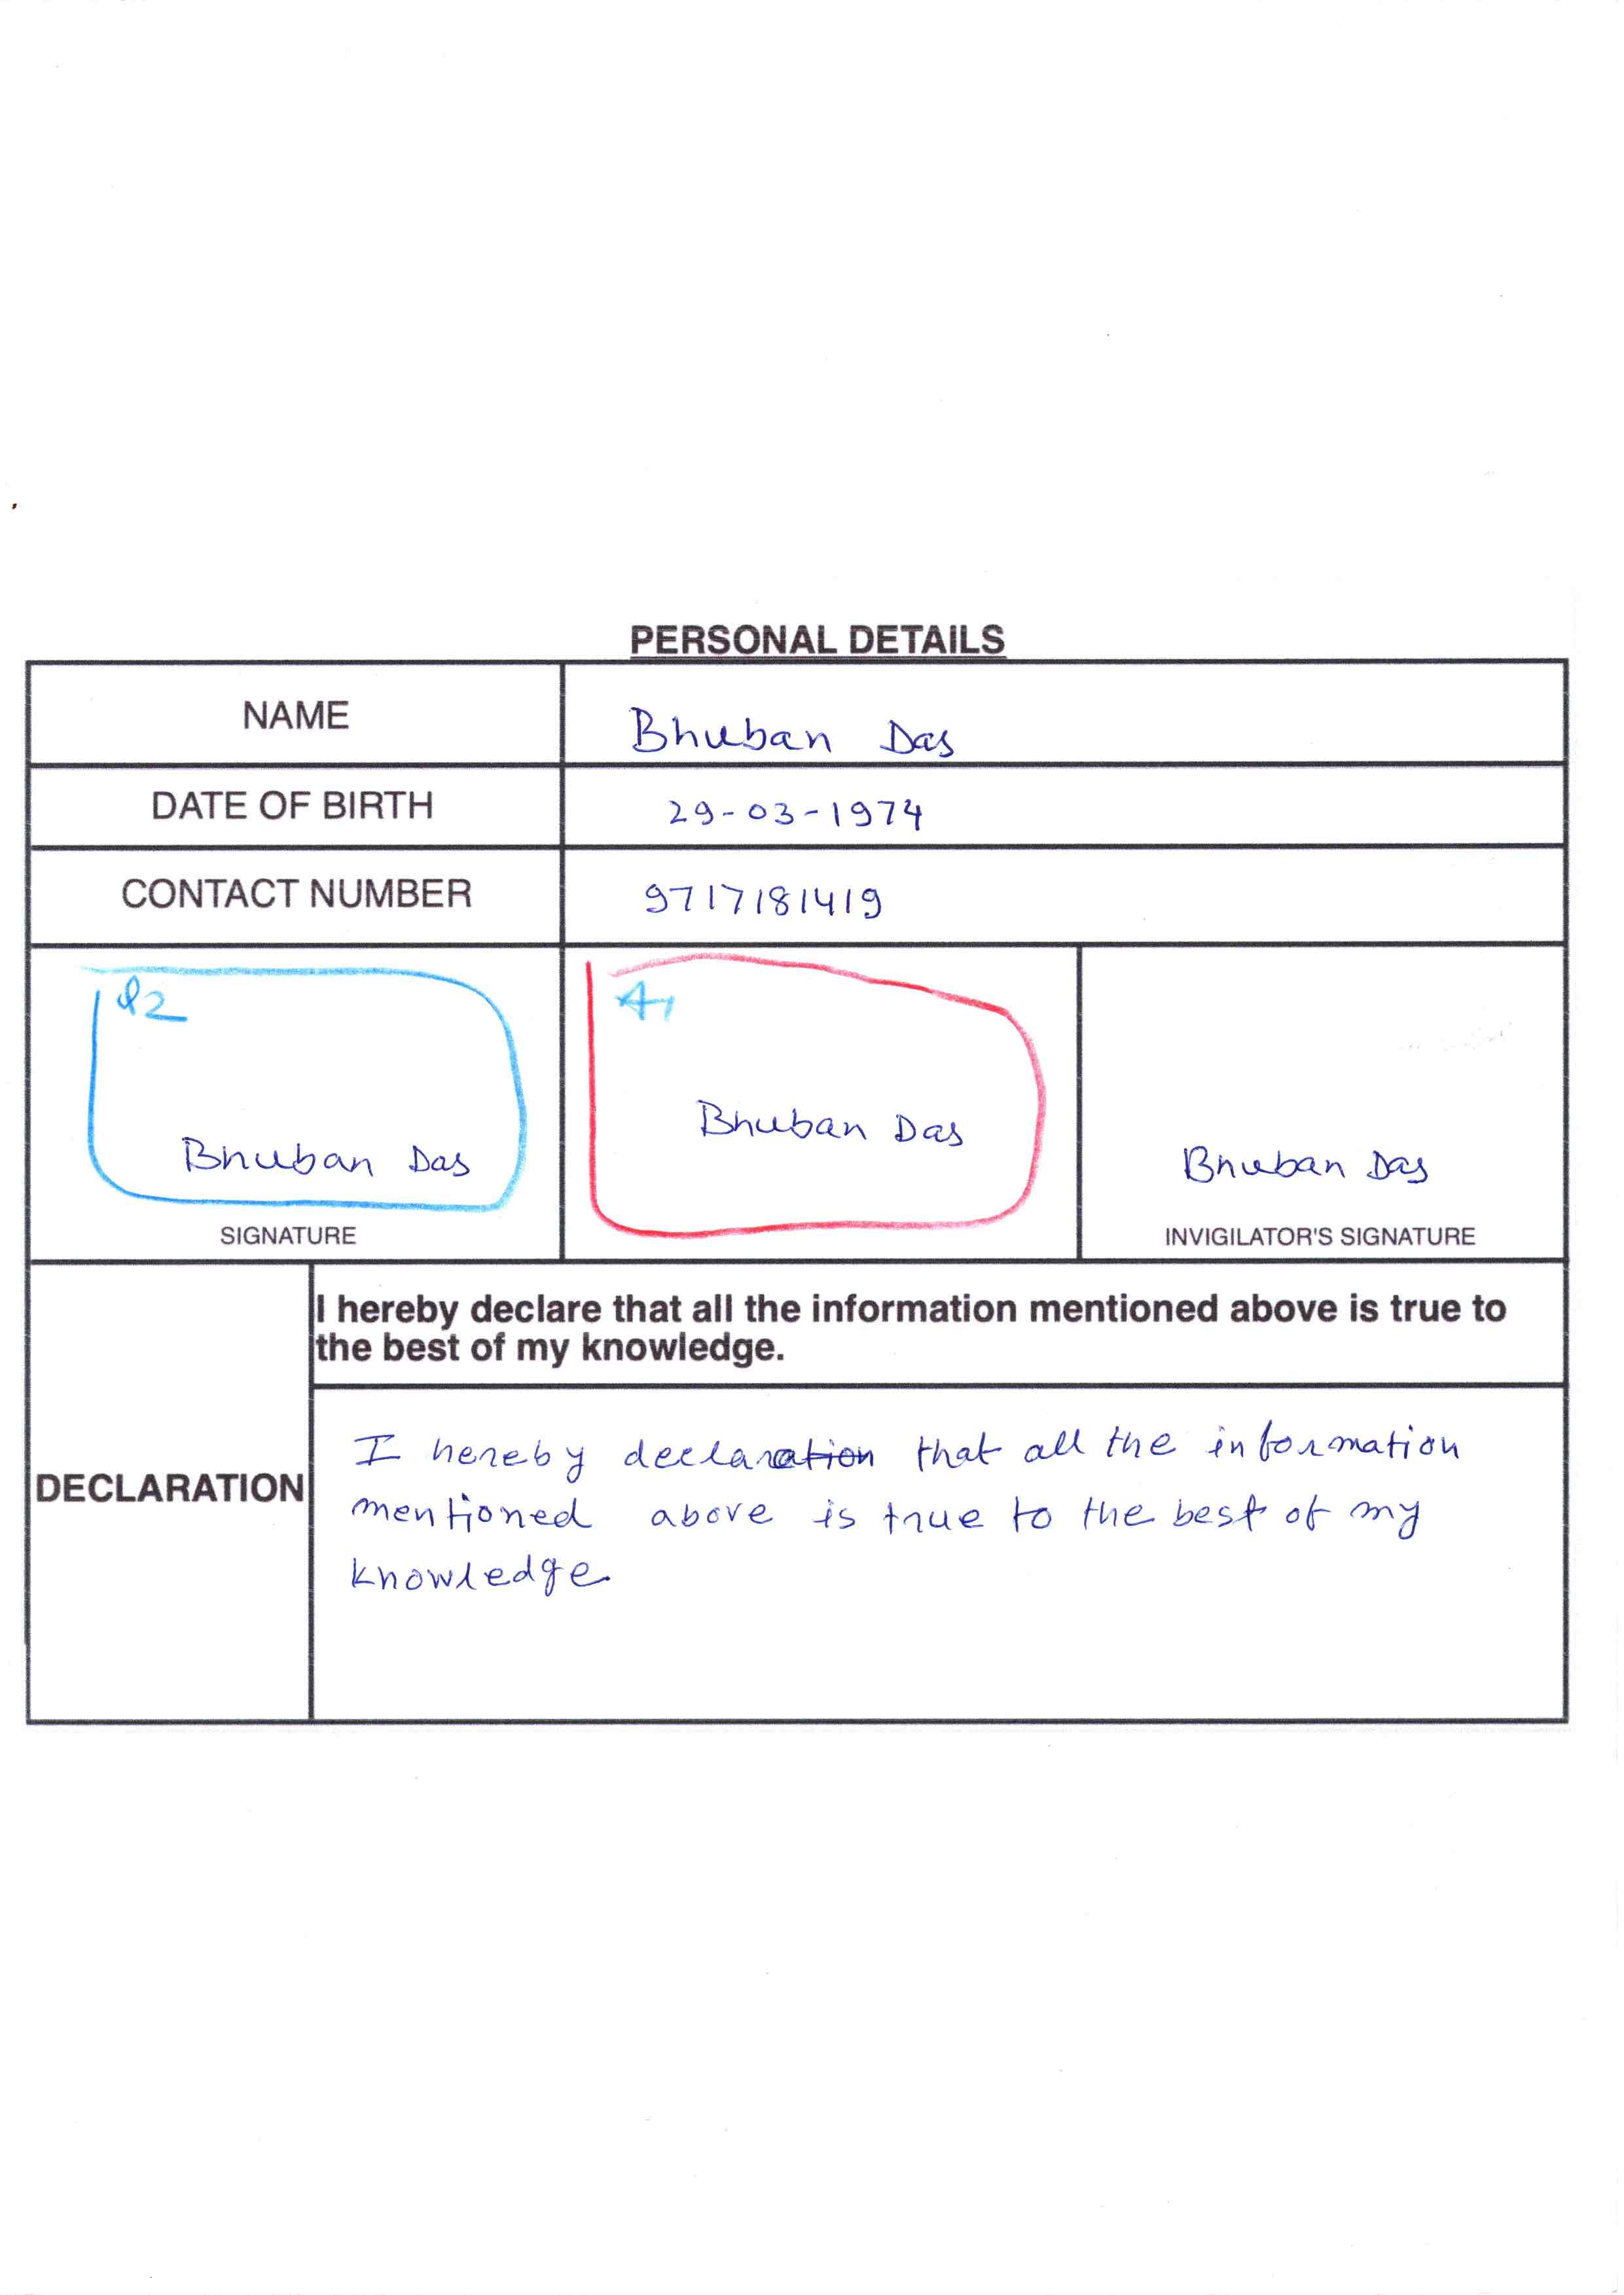 PERSONAL DETAILS
NAME Bhuban Das
DATE OF BIRTH 29-03-1974
CONTACT NUMBER 9717181419
Q2 A1
Bhuban Das Bhuban Das Bhuban Das
SIGNATURE INVIGILATOR'S SIGNATURE
I hereby declare that all the information mentioned above is true to
the best of my knowledge.
DECLARATION
I hereby declaration that all the information
mentioned above is true to the best of my
knowledge